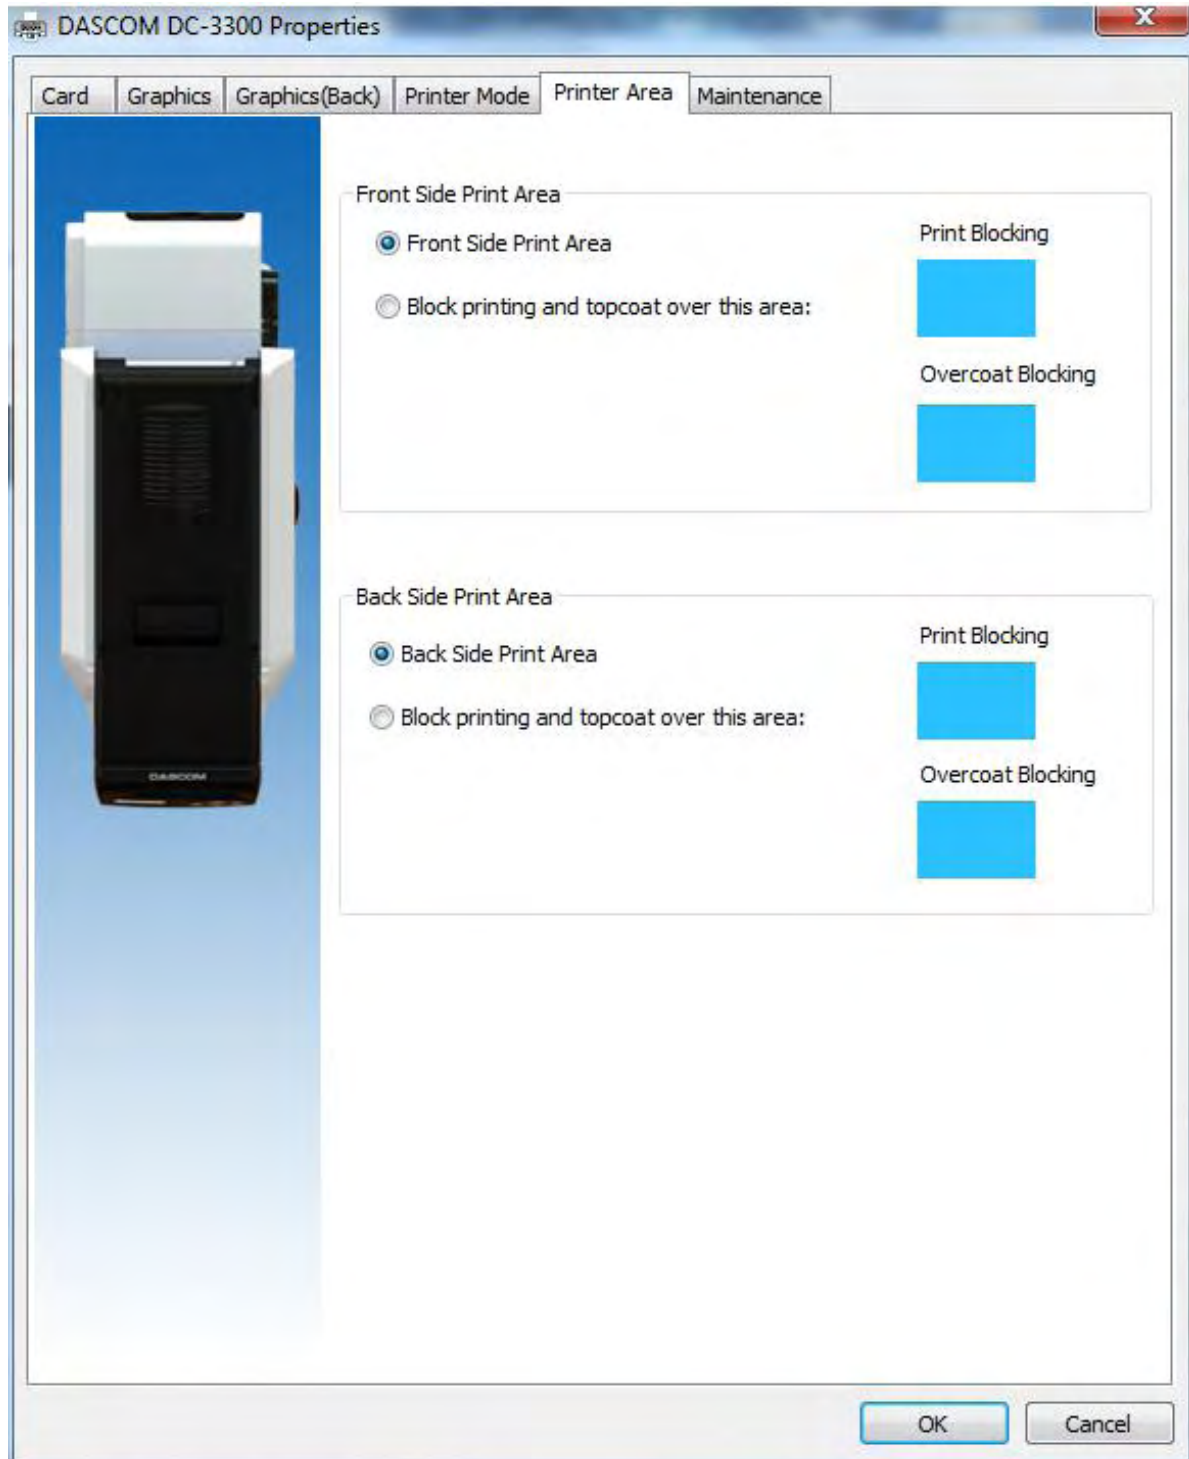 DASCOM DC-3300 Properties
Card Graphics Graphics(Back) Printer Mode Printer Area Maintenance
Front Side Print Area
Front Side Print Area
Print Blocking
Block printing and topcoat over this area:
Overcoat Blocking
Back Side Print Area
Back Side Print Area
Print Blocking
Block printing and topcoat over this area:
Overcoat Blocking
DASCOM
OK Cancel